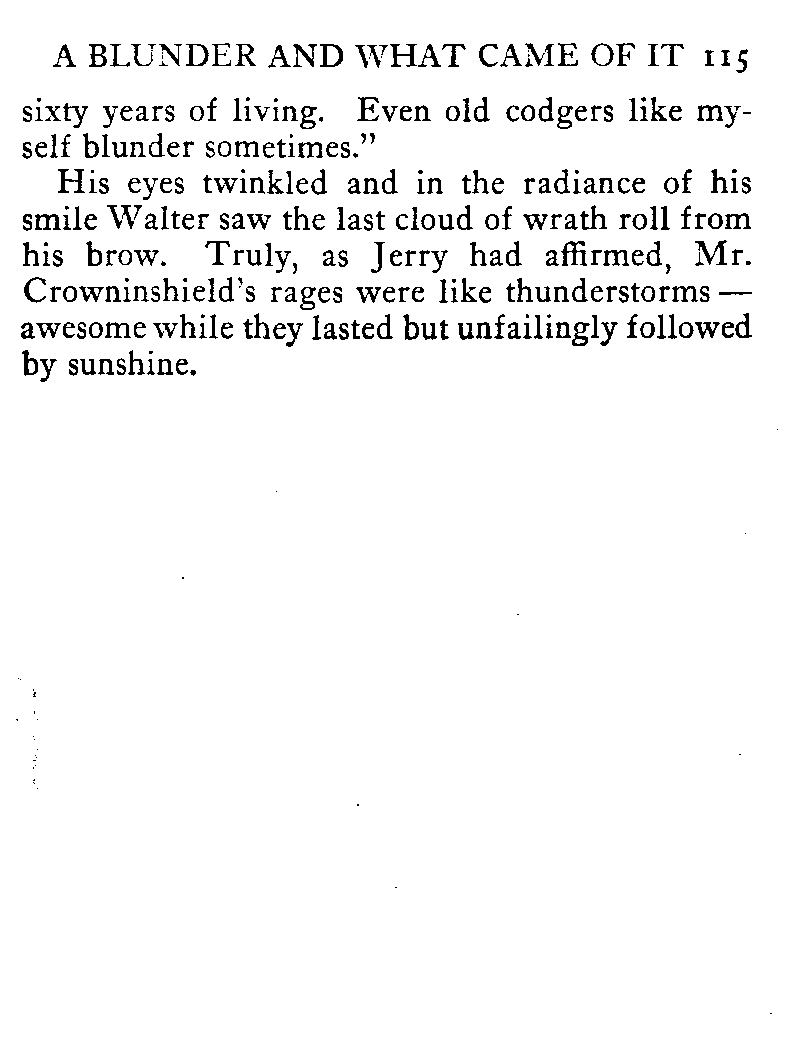 A BLUNDER AND WHAT CAME OF IT 115
sixty years of living. Even old codgers like my-
self blunder sometimes.”
His eyes twinkled and in the radiance of his
smile Walter saw the last cloud of wrath roll from
his brow. Truly, as Jerry had affirmed, Mr.
Crowninshield's rages were like thunderstorms —
awesome while they lasted but unfailingly followed
by sunshine.